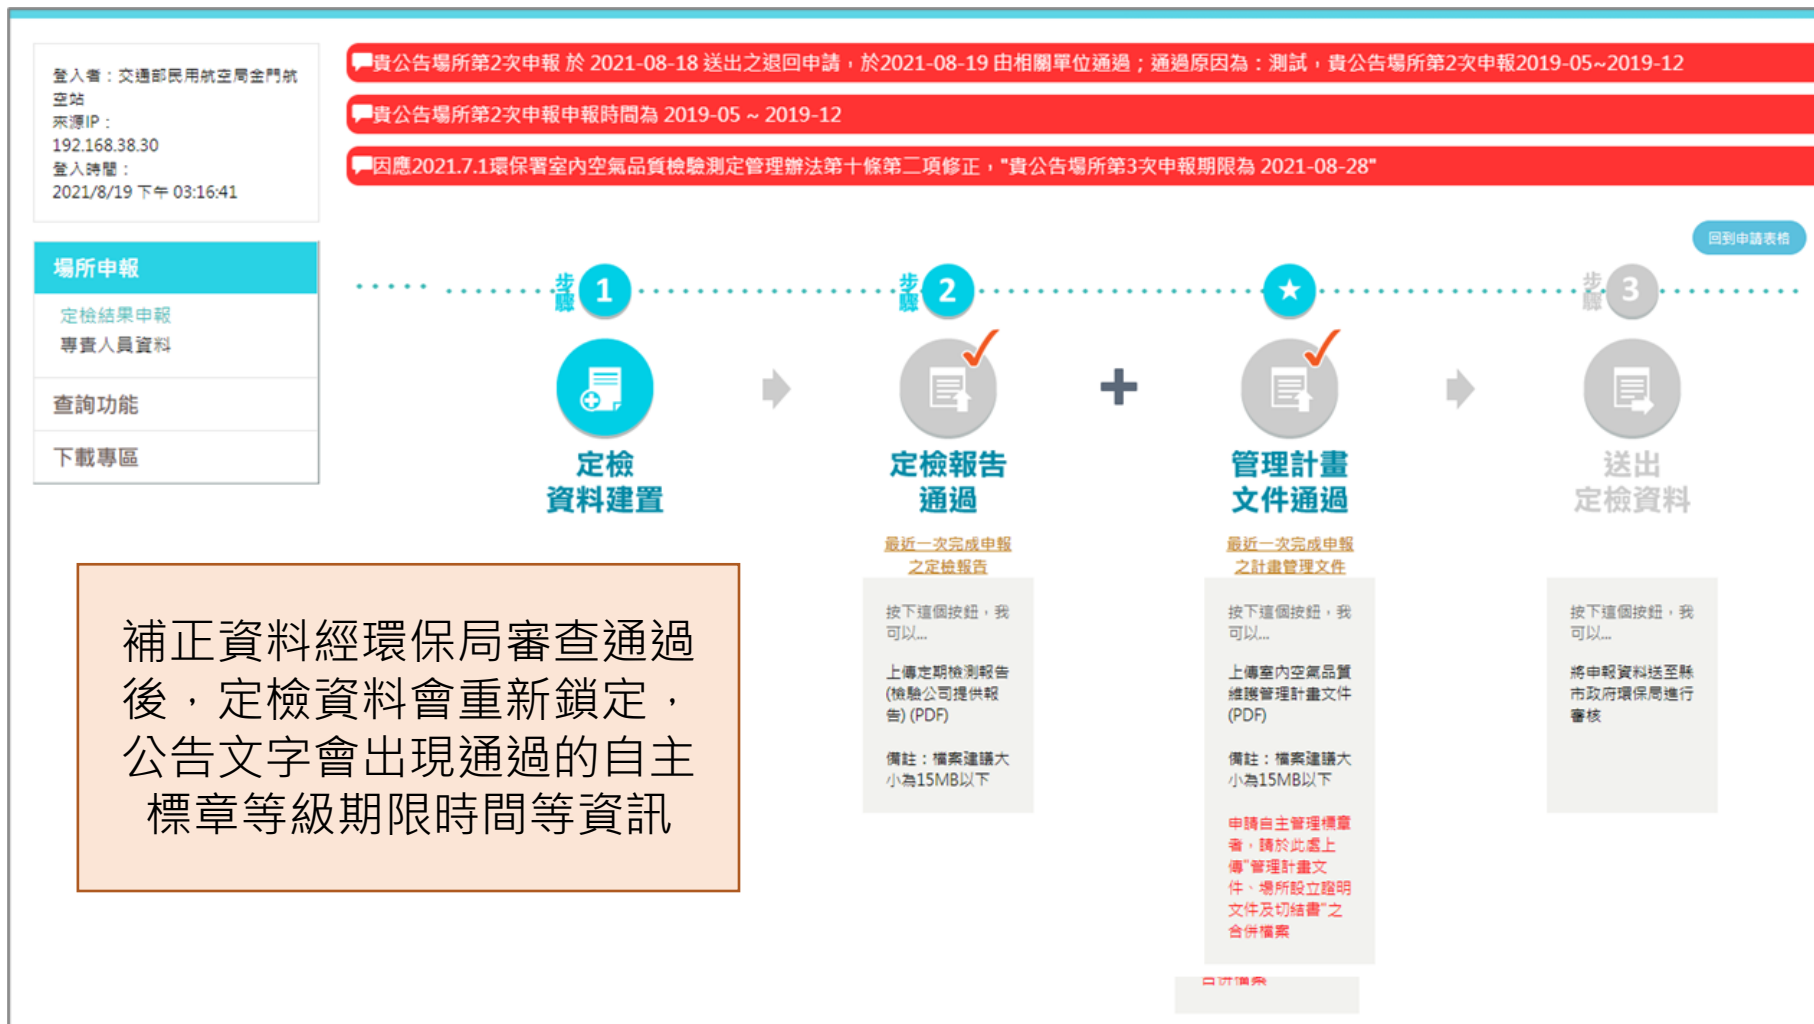 登入者：交通部民用航空局金門航
空站
來源IP：
192.168.38.30
登入時間：
2021/8/19 下午 03:16:41
場所申報
定檢結果申報
專責人員資料
查詢功能
下載專區
貴公告場所第2次申報 於 2021-08-18 送出之退回申請，於2021-08-19 由相關單位通過；通過原因為：測試，貴公告場所第2次申報2019-05~2019-12
貴公告場所第2次申報申報時間為 2019-05 ~ 2019-12
因應2021.7.1環保署室內空氣品質檢驗測定管理辦法第十條第二項修正，"貴公告場所第3次申報期限為 2021-08-28"
回到申請表格
步驟 1
定檢
資料建置
步驟 2
定檢報告
通過
最近一次完成申報
之定檢報告
按下這個按鈕，我
可以...
上傳定期檢測報告
(檢驗公司提供報
告) (PDF)
備註：檔案建議大
小為15MB以下
管理計畫
文件通過
最近一次完成申報
之計畫管理文件
按下這個按鈕，我
可以...
上傳室內空氣品質
維護管理計畫文件
(PDF)
備註：檔案建議大
小為15MB以下
申請自主管理標章
者，請於此處上
傳"管理計畫文
件、場所設立證明
文件及切結書"之
合併檔案
合併檔案
步驟 3
送出
定檢資料
按下這個按鈕，我
可以...
將申報資料送至縣
市政府環保局進行
審核
補正資料經環保局審查通過
後，定檢資料會重新鎖定，
公告文字會出現通過的自主
標章等級期限時間等資訊